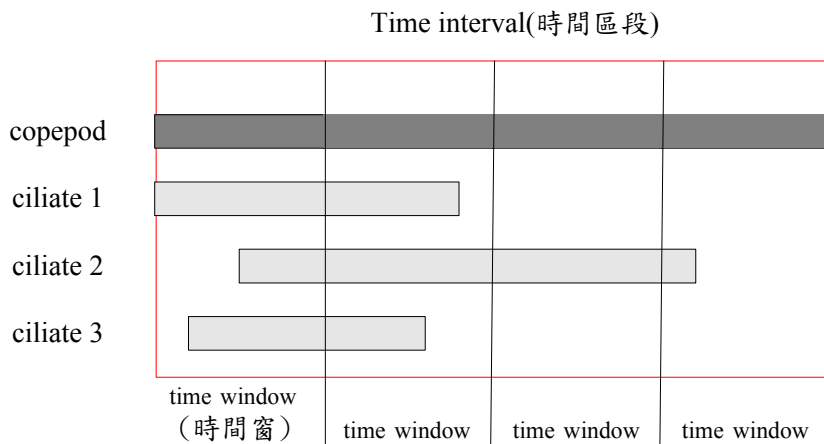 Time interval(時間區段)
copepod
ciliate 1
ciliate 2
ciliate 3
time window
（時間窗）
time window
time window
time window